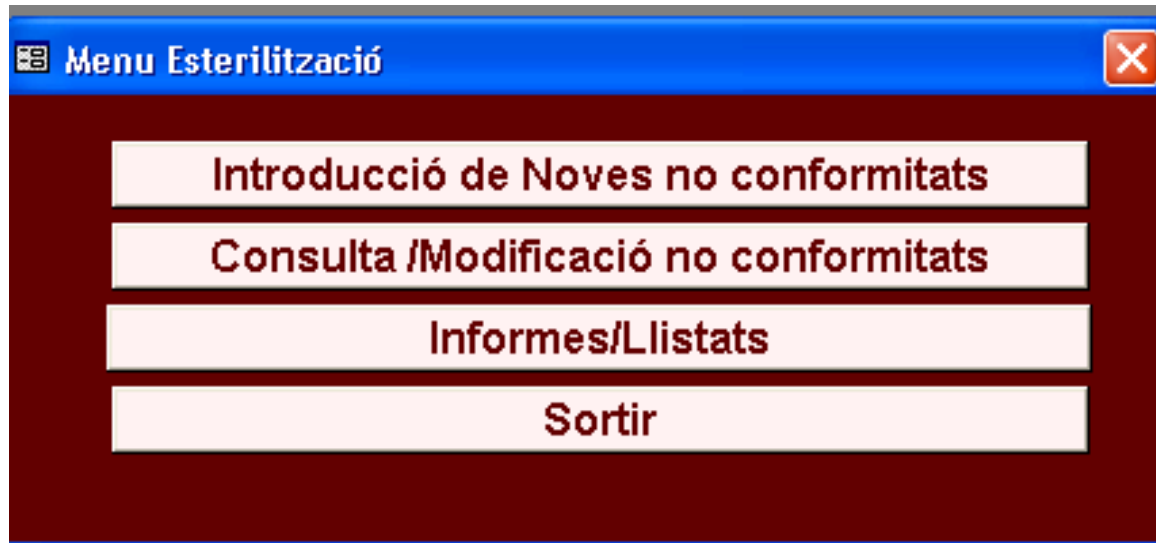 Menu Esterilització
Introducció de Noves no conformitats
Consulta /Modificació no conformitats
Informes/Llistats
Sortir